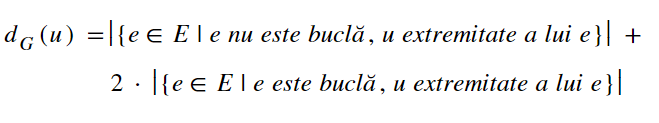 d_G(u) = |{e ∈ E | e nu este buclă, u extremitate a lui e}| +
2 · |{e ∈ E | e este buclă, u extremitate a lui e}|